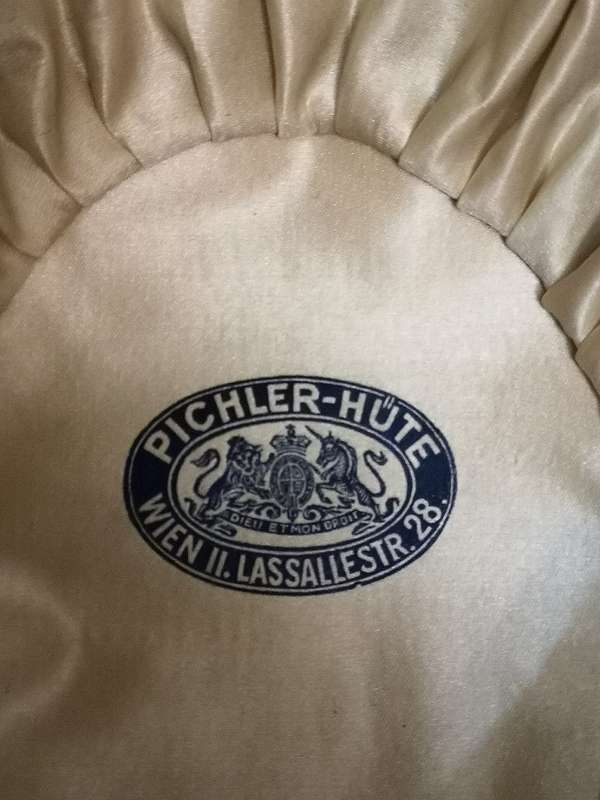 PICHLER-HÜTE
DIEU ET MON DROIT
WIEN II. LASSALLESTR. 28.